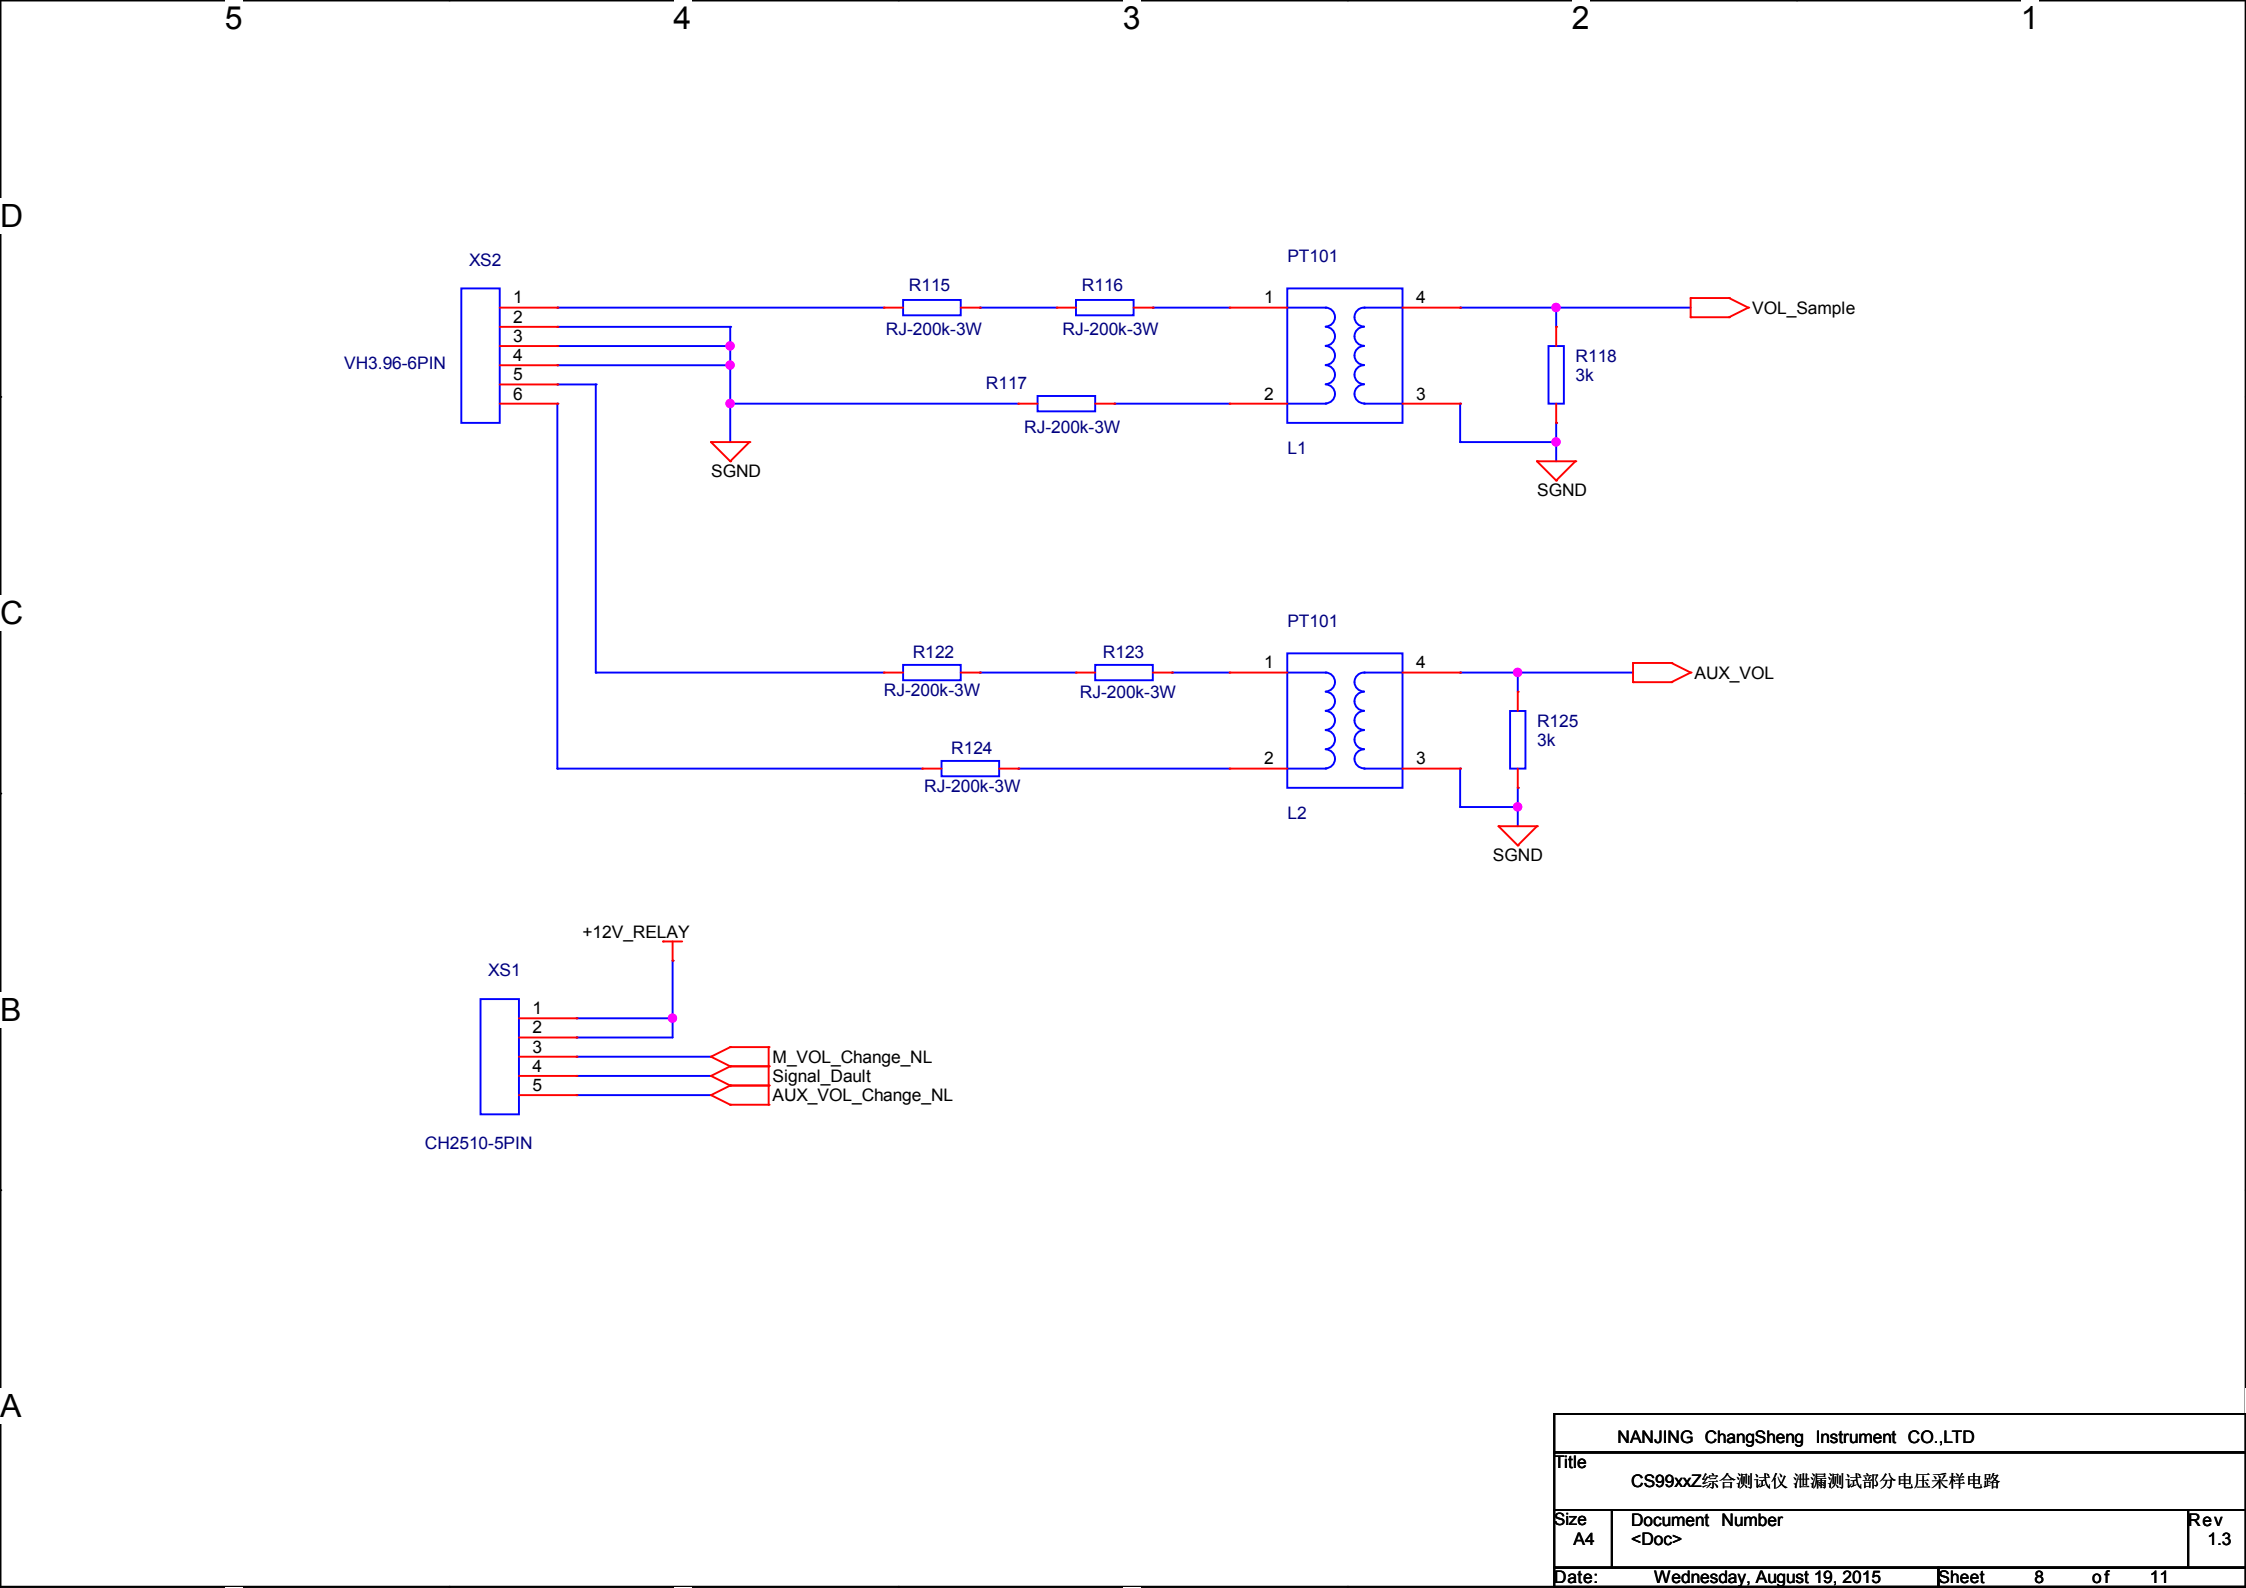 5 4 3 2 1
D
C
B
A
XS2
VH3.96-6PIN
1
2
3
4
5
6
R115
RJ-200k-3W
R116
RJ-200k-3W
R117
RJ-200k-3W
SGND
PT101
1
2
4
3
L1
VOL_Sample
R118
3k
SGND
R122
RJ-200k-3W
R123
RJ-200k-3W
R124
RJ-200k-3W
PT101
1
2
4
3
L2
AUX_VOL
R125
3k
SGND
+12V_RELAY
XS1
1
2
3
4
5
M_VOL_Change_NL
Signal_Dault
AUX_VOL_Change_NL
CH2510-5PIN
NANJING ChangSheng Instrument CO.,LTD
Title
CS99xxZ综合测试仪 泄漏测试部分电压采样电路
Size
A4
Document Number
<Doc>
Rev
1.3
Date: Wednesday, August 19, 2015 Sheet 8 of 11